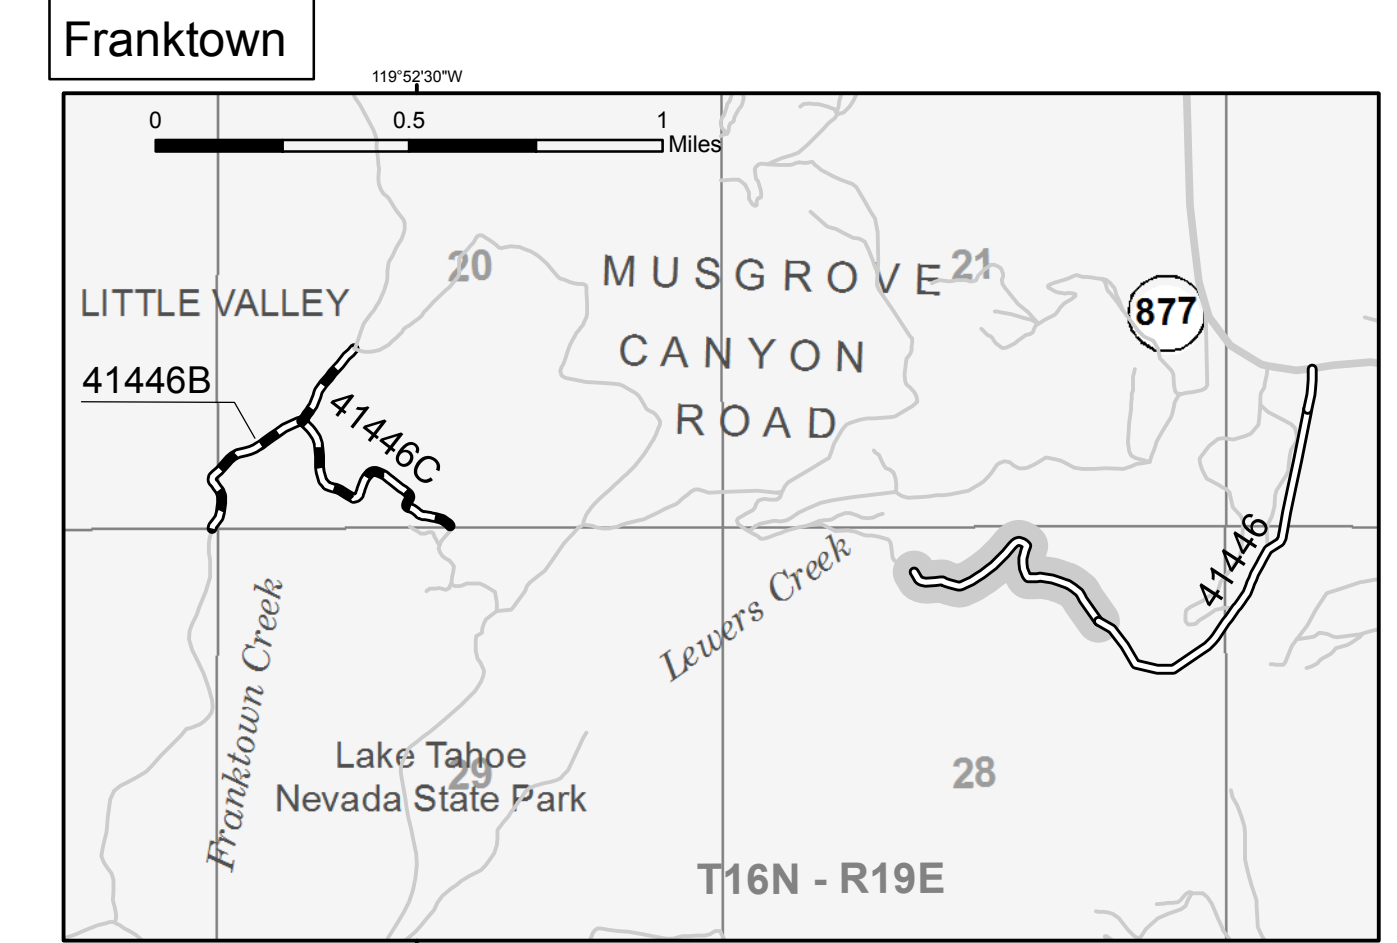 Franktown
119°52'30"W
0 0.5 1
Miles
20
21
MUSGROVE
LITTLE VALLEY
877
CANYON
41446B
41446C
ROAD
41446
Lewers Creek
Franktown Creek
Lake Tahoe
29
28
Nevada State Park
T16N - R19E